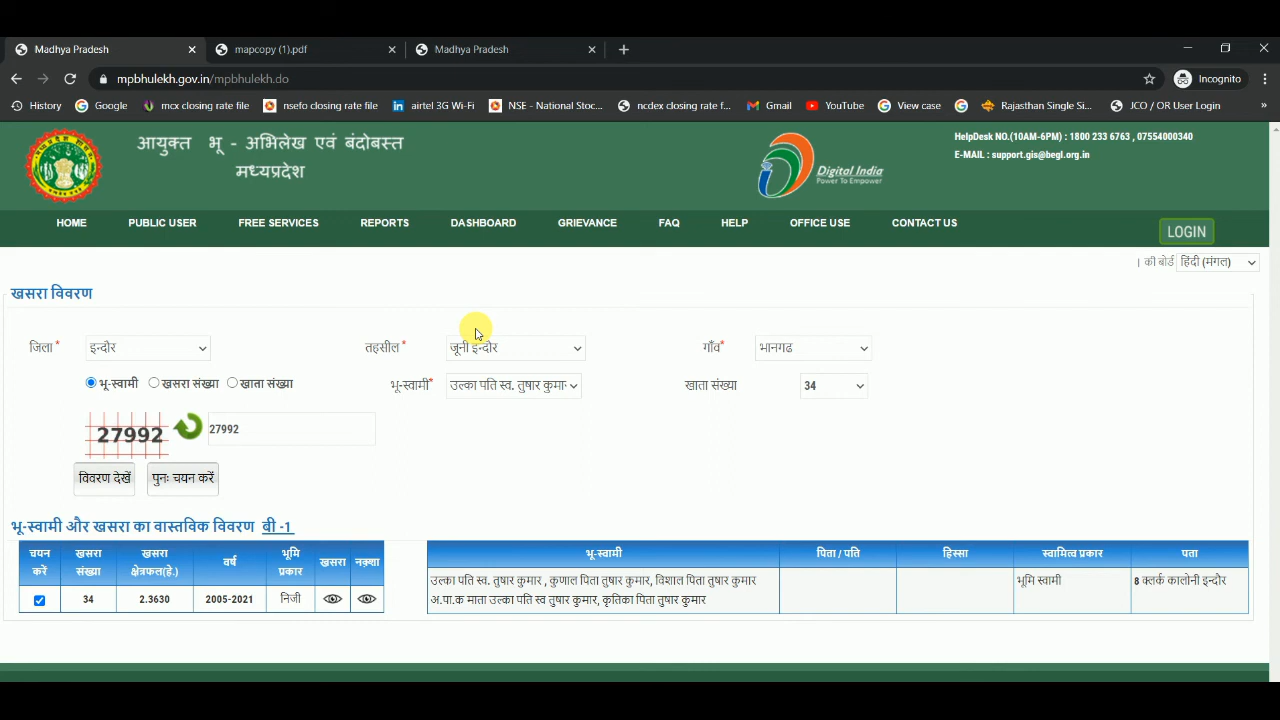 Madhya Pradesh
mapcopy (1).pdf
Madhya Pradesh
mpbhulekh.gov.in/mpbhulekh.do
Incognito
History
Google
mcx closing rate file
nsefo closing rate file
airtel 3G Wi-Fi
NSE - National Stoc...
ncdex closing rate f...
Gmail
YouTube
View case
Rajasthan Single Si...
JCO / OR User Login
आयुक्त भू - अभिलेख एवं बंदोबस्त
मध्यप्रदेश
Digital India
Power To Empower
HelpDesk NO.(10AM-6PM) : 1800 233 6763 , 07554000340
E-MAIL : support.gis@begl.org.in
HOME PUBLIC USER FREE SERVICES REPORTS DASHBOARD GRIEVANCE FAQ HELP OFFICE USE CONTACT US LOGIN
| की बोर्ड हिंदी (मंगल)
खसरा विवरण
जिला * इन्दौर तहसील * जूनी इन्दौर गाँव * भानगढ
भू-स्वामी खसरा संख्या खाता संख्या भू-स्वामी* उल्का पति स्व. तुषार कुमार खाता संख्या 34
27992 27992
विवरण देखें पुनः चयन करें
भू-स्वामी और खसरा का वास्तविक विवरण बी -1
चयन करें खसरा संख्या खसरा क्षेत्रफल(हे.) वर्ष भूमि प्रकार खसरा नक़्शा
34 2.3630 2005-2021 निजी
भू-स्वामी पिता / पति हिस्सा स्वामित्व प्रकार पता
उल्का पति स्व. तुषार कुमार , कुणाल पिता तुषार कुमार, विशाल पिता तुषार कुमार भूमि स्वामी 8 क्लर्क कालोनी इन्दौर
अ.पा.क माता उल्का पति स्व तुषार कुमार, कृतिका पिता तुषार कुमार